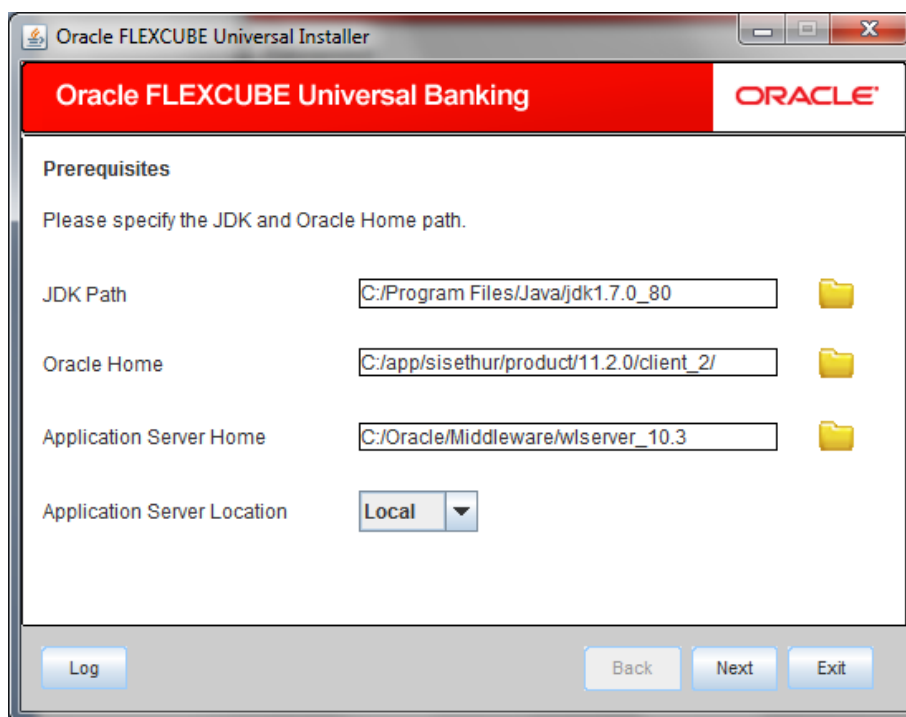 Oracle FLEXCUBE Universal Installer
Oracle FLEXCUBE Universal Banking
ORACLE
Prerequisites
Please specify the JDK and Oracle Home path.
JDK Path
C:/Program Files/Java/jdk1.7.0_80
Oracle Home
C:/app/sisethur/product/11.2.0/client_2/
Application Server Home
C:/Oracle/Middleware/wlserver_10.3
Application Server Location
Local
Log
Back
Next
Exit